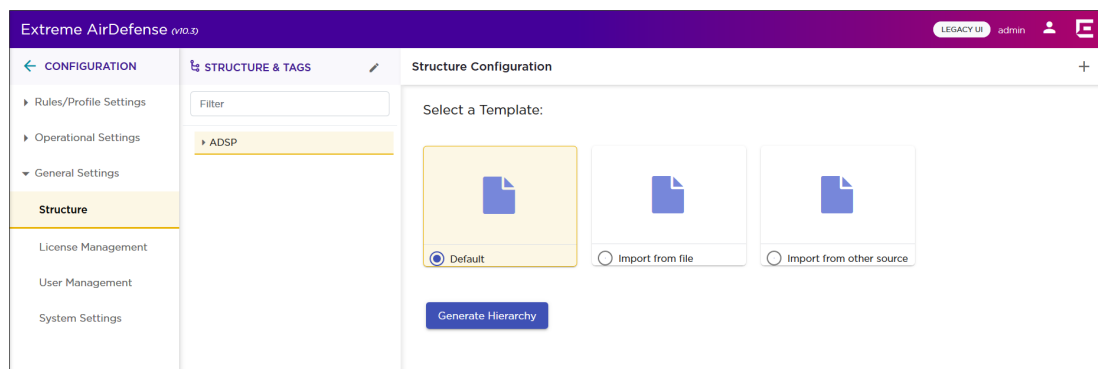 Extreme AirDefense (v10.3)
LEGACY UI
admin
CONFIGURATION
Rules/Profile Settings
Operational Settings
General Settings
Structure
License Management
User Management
System Settings
STRUCTURE & TAGS
Filter
ADSP
Structure Configuration
Select a Template:
Default
Import from file
Import from other source
Generate Hierarchy